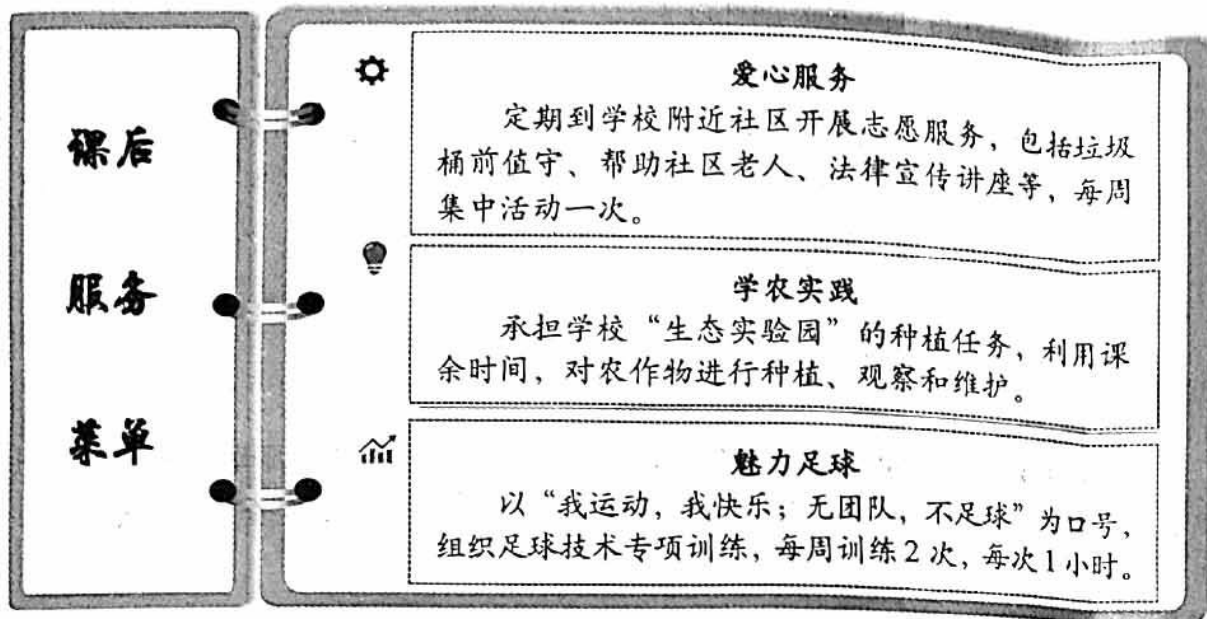 课后
服务
菜单
爱心服务
定期到学校附近社区开展志愿服务，包括垃圾
桶前值守、帮助社区老人、法律宣传讲座等，每周
集中活动一次。
学农实践
承担学校“生态实验园”的种植任务，利用课
余时间，对农作物进行种植、观察和维护。
魅力足球
以“我运动，我快乐；无团队，不足球”为口号，
组织足球技术专项训练，每周训练2次，每次1小时。